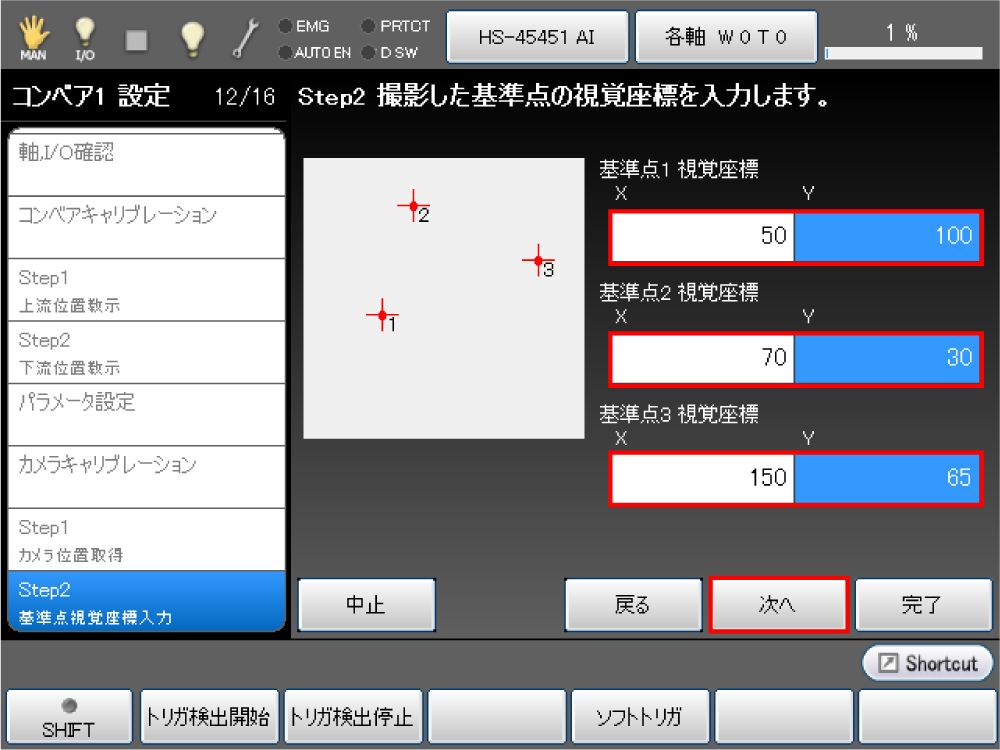 MAN
I/O
EMG
PRTCT
AUTO EN
D SW
HS-45451 AI
各軸 W0T0
1 %
コンベア1 設定 12/16
Step2 撮影した基準点の視覚座標を入力します。
軸,I/O確認
コンベアキャリブレーション
Step1
上流位置教示
Step2
下流位置教示
パラメータ設定
カメラキャリブレーション
Step1
カメラ位置取得
Step2
基準点視覚座標入力
2
3
1
基準点1 視覚座標
X Y
50 100
基準点2 視覚座標
X Y
70 30
基準点3 視覚座標
X Y
150 65
中止
戻る
次へ
完了
Shortcut
SHIFT
トリガ検出開始
トリガ検出停止
ソフトトリガ